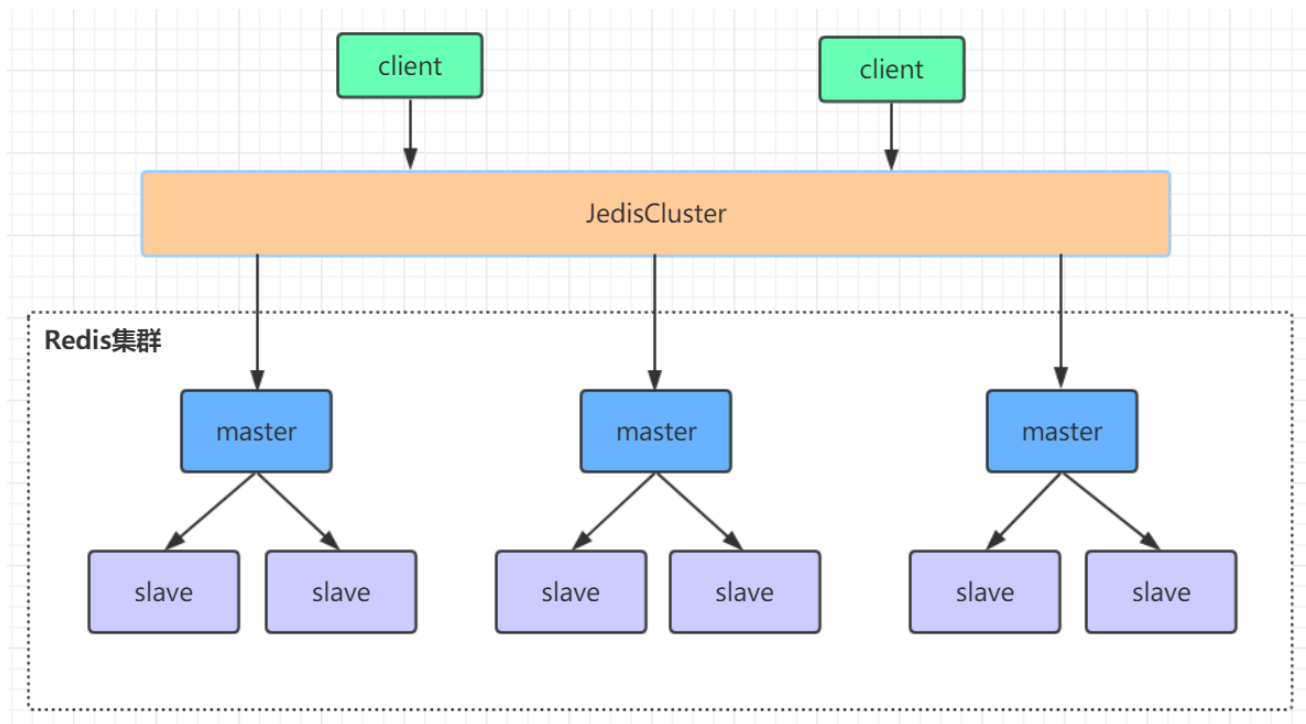 client
client
JedisCluster
Redis集群
master
master
master
slave
slave
slave
slave
slave
slave